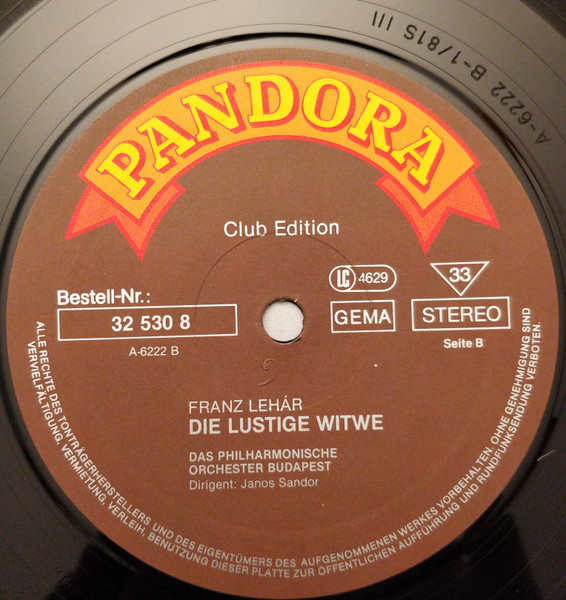 A-6222 B-1/81S III
PANDORA
Club Edition
Bestell-Nr.:
32 530 8
A-6222 B
LC 4629
GEMA
33
STEREO
Seite B
FRANZ LEHÁR
DIE LUSTIGE WITWE
DAS PHILHARMONISCHE
ORCHESTER BUDAPEST
Dirigent: Janos Sandor
ALLE RECHTE DES TONTRÄGERHERSTELLERS UND DES EIGENTÜMERS DES AUFGENOMMENEN WERKES VORBEHALTEN. OHNE GENEHMIGUNG SIND
VERVIELFÄLTIGUNG, VERMIETUNG, VERLEIH, BENUTZUNG DIESER PLATTE ZUR ÖFFENTLICHEN AUFFÜHRUNG UND RUNDFUNKSENDUNG VERBOTEN.